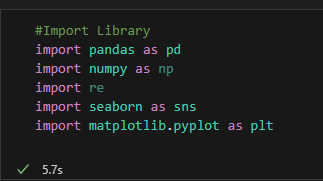 #Import Library
import pandas as pd
import numpy as np
import re
import seaborn as sns
import matplotlib.pyplot as plt
5.7s